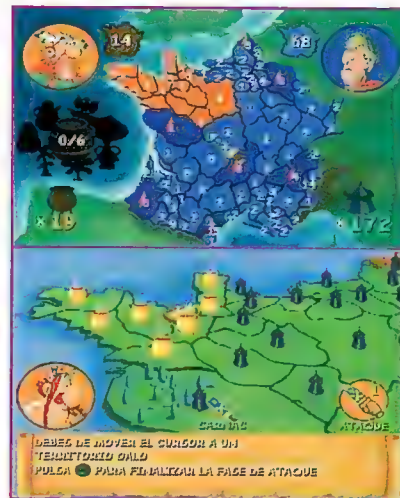 14
68
0/6
× 19
172
CARNAC
ATAQUE
DEBES DE MOVER EL CURSOR A UN
TERRITORIO GALO
PULSA PARA FINALIZAR LA FASE DE ATAQUE